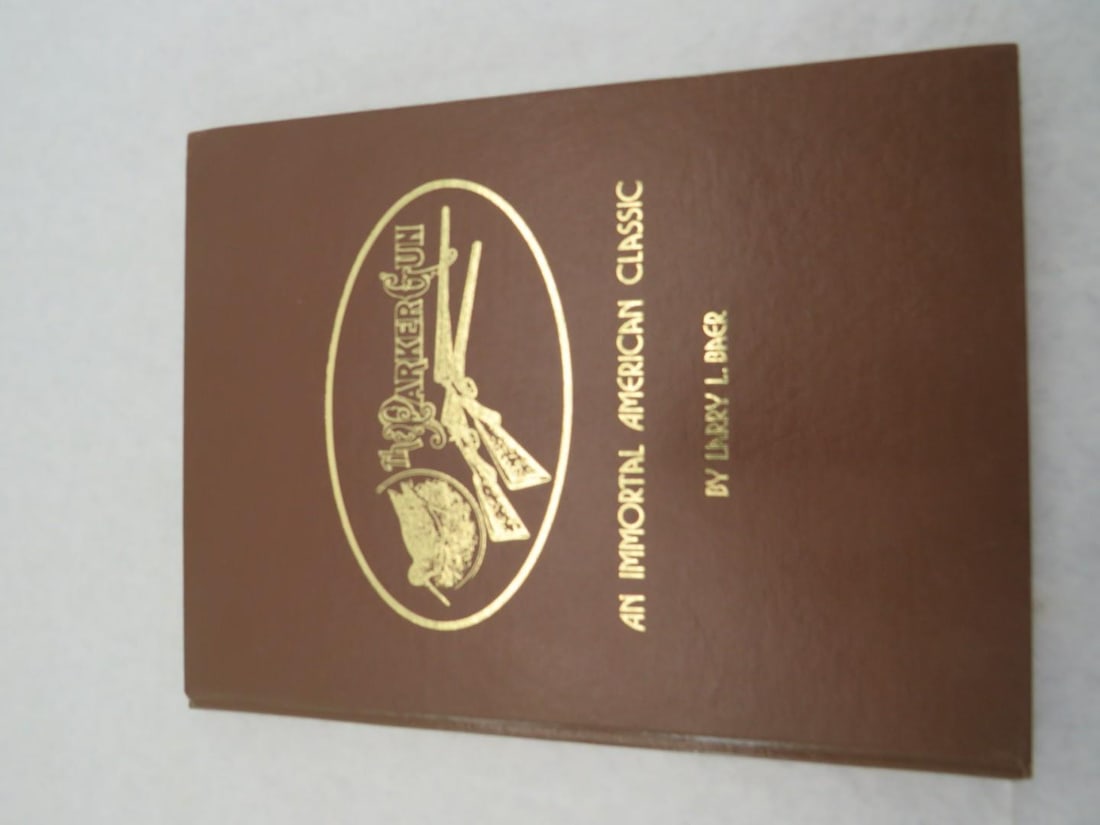 The PARKER GUN
AN IMMORTAL AMERICAN CLASSIC
BY LARRY L. BAER